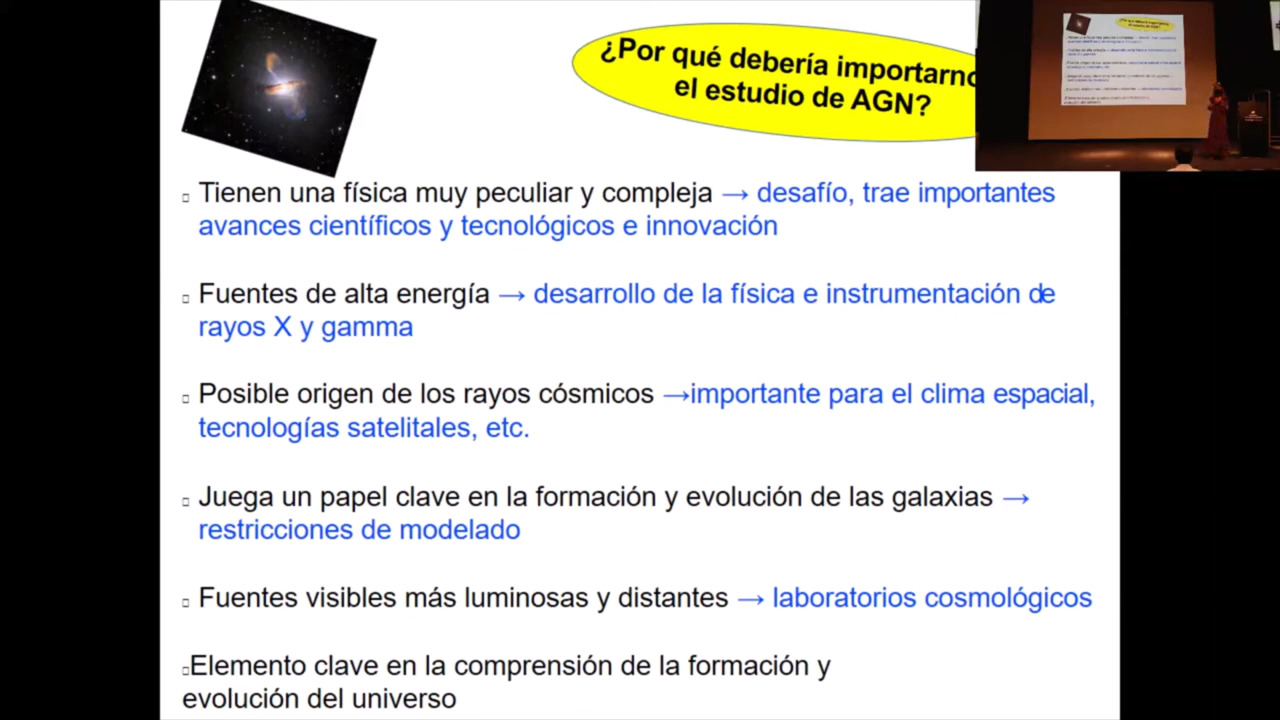 ¿Por qué debería importarno
el estudio de AGN?
Tienen una física muy peculiar y compleja → desafío, trae importantes
avances científicos y tecnológicos e innovación
Fuentes de alta energía → desarrollo de la física e instrumentación de
rayos X y gamma
Posible origen de los rayos cósmicos →importante para el clima espacial,
tecnologías satelitales, etc.
Juega un papel clave en la formación y evolución de las galaxias →
restricciones de modelado
Fuentes visibles más luminosas y distantes → laboratorios cosmológicos
Elemento clave en la comprensión de la formación y
evolución del universo